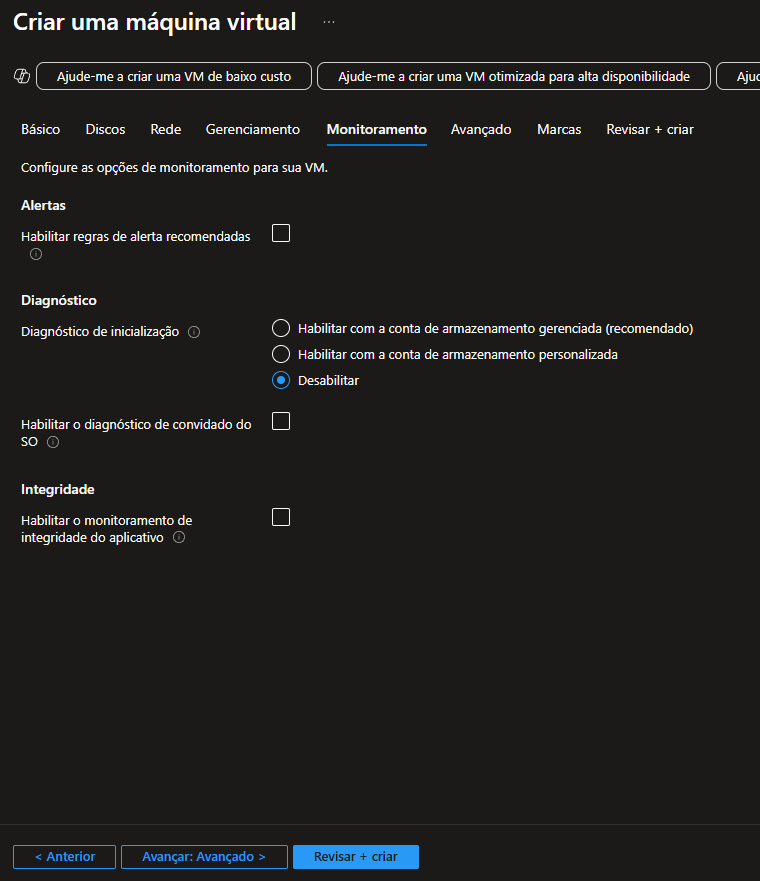 Criar uma máquina virtual ...
Ajude-me a criar uma VM de baixo custo
Ajude-me a criar uma VM otimizada para alta disponibilidade
Aju
Básico Discos Rede Gerenciamento Monitoramento Avançado Marcas Revisar + criar
Configure as opções de monitoramento para sua VM.
Alertas
Habilitar regras de alerta recomendadas
Diagnóstico
Diagnóstico de inicialização
Habilitar com a conta de armazenamento gerenciada (recomendado)
Habilitar com a conta de armazenamento personalizada
Desabilitar
Habilitar o diagnóstico de convidado do
SO
Integridade
Habilitar o monitoramento de
integridade do aplicativo
< Anterior
Avançar: Avançado >
Revisar + criar